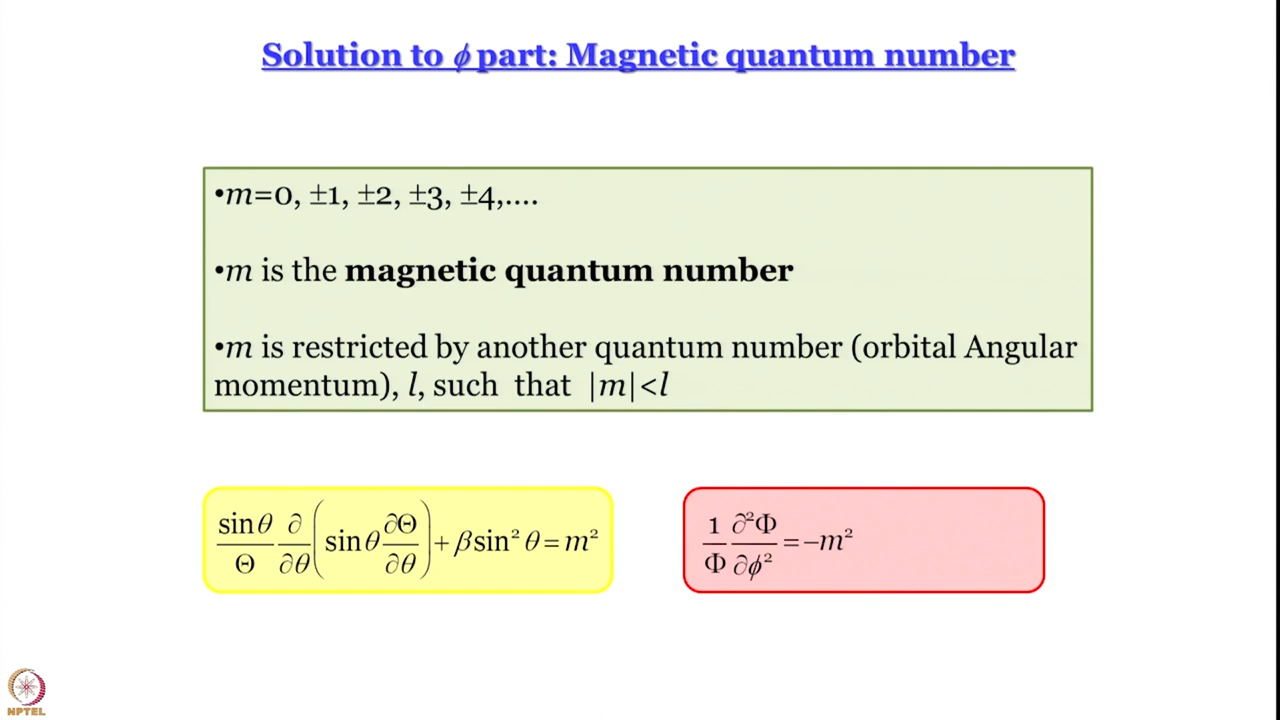 Solution to ϕ part: Magnetic quantum number
•m=0, ±1, ±2, ±3, ±4,....
•m is the magnetic quantum number
•m is restricted by another quantum number (orbital Angular
momentum), l, such that |m|<l
sinθ/Θ ∂/∂θ (sinθ ∂Θ/∂θ) + β sin² θ = m²
1/Φ ∂²Φ/∂ϕ² = −m²
NPTEL